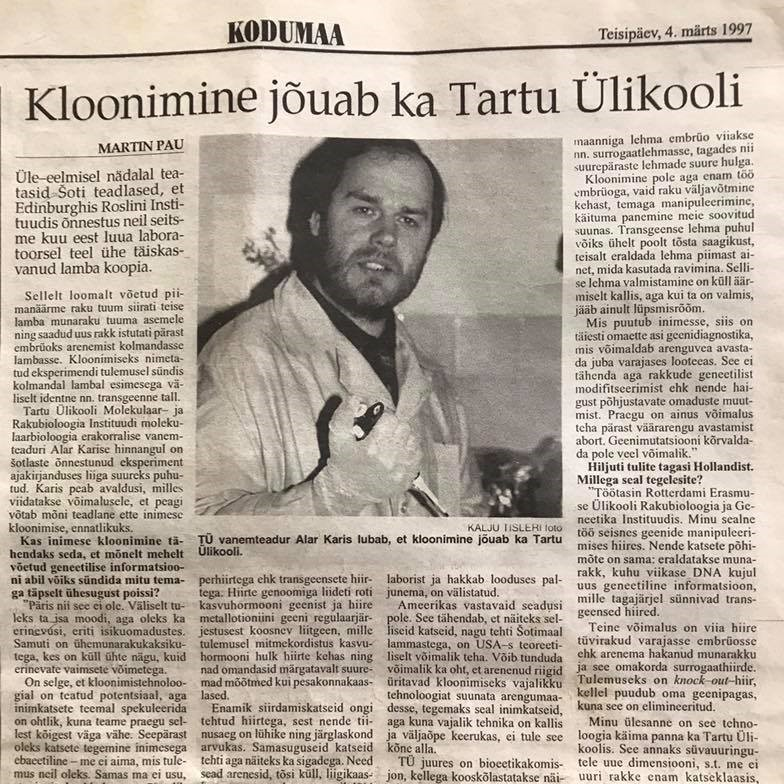 KODUMAA
Teisipäev, 4. märts 1997
Kloonimine jõuab ka Tartu Ülikooli
MARTIN PAU
Üle-eelmisel nädalal tea-
tasid Šoti teadlased, et
Edinburghis Roslini Insti-
tuudis õnnestus neil seits-
me kuu eest luua labora-
toorsel teel ühe täiskas-
vanud lamba koopia.
Sellelt loomalt võetud pii-
manäärme raku tuum siirati teise
lamba munaraku tuuma asemele
ning saadud uus rakk istutati pärast
embrüoks arenemist kolmandasse
lambasse. Kloonimiseks nimeta-
tud eksperimendi tulemusel sündis
kolmandal lambal esimesega vä-
liselt identne nn. transgeenne tall.
Tartu Ülikooli Molekulaar- ja
Rakubioloogia Instituudi moleku-
laarbioloogia erakorralise vanem-
teaduri Alar Karise hinnangul on
šotlaste õnnestunud eksperiment
ajakirjanduses liiga suureks puhu-
tud. Karis peab avaldusi, milles
viidatakse võimalusele, et peagi
võtab mõni teadlane ette inimese
kloonimise, ennatlikuks.
Kas inimese kloonimine tä-
hendaks seda, et mõnelt mehelt
võetud geneetilise informatsioo-
ni abil võiks sündida mitu tema-
ga täpselt ühesugust poissi?
"Päris nii see ei ole. Väliselt tu-
leks ta isa moodi, aga oleks ka
erinevusi, eriti isikuomadustes.
Samuti on ühemunarakukaksiku-
tega, kes on küll ühte nägu, kuid
erinevate vaimsete võimetega.
On selge, et kloonimistehnoloo-
gial on teatud potentsiaal, aga
inimkatsete teemal spekuleerida
on ohtlik, kuna teame praegu sel-
lest kõigest väga vähe. Seepärast
oleks katsete tegemine inimesega
ebaeetiline – me ei aima, mis tule-
mus neil oleks. Samas ma ei usu,
KALJU TISLERI foto
TÜ vanemteadur Alar Karis lubab, et kloonimine jõuab ka Tartu
Ülikooli.
perhiirtega ehk transgeensete hiir-
tega. Hiirte genoomiga liideti roti
kasvuhormooni geenist ja hiire
metallotioniini geeni regulaarjär-
jestusest koosnev liitgeen, mille
tulemusel mitmekordistus kasvu-
hormooni hulk hiirte kehas ning
nad omandasid märgatavalt suure-
mad mõõtmed kui pesakonnakaas-
lased.
Enamik siirdamiskatseid ongi
tehtud hiirtega, sest nende tii-
nusaeg on lühike ning järglaskond
arvukas. Samasuguseid katseid
tehti aga näiteks ka sigadega. Need
sead arenesid, tõsi küll, liigikaas-
laborist ja hakkab looduses pal-
junema, on välistatud.
Ameerikas vastavaid seadusi
pole. See tähendab, et näiteks sel-
liseid katseid, nagu tehti Šotimaal
lammastega, on USA-s teoreeti-
liselt võimalik teha. Võib tunduda
võimalik ka oht, et arenenud riigid
üritavad kloonimiseks vajalikku
tehnoloogiat suunata arengumaa-
desse, tegemaks seal inimkatseid,
aga kuna vajalik tehnika on kallis
ja väljaõpe keerukas, ei tule see
kõne alla.
TÜ juures on bioeetikakomis-
jon, kellega kooskõlastatakse näi-
maanniga lehma embrüo viiakse
nn. surrogaatlehmasse, tagades nii
suurepäraste lehmade suure hulga.
Kloonimine pole aga enam töö
embrüoga, vaid raku väljavõtmine
kehast, temaga manipuleerimine,
käituma panemine meie soovitud
suunas. Transgeense lehma puhul
võiks ühelt poolt tõsta saagikust,
teisalt eraldada lehma piimast ai-
net, mida kasutada ravimina. Selli-
se lehma valmistamine on küll äär-
miselt kallis, aga kui ta on valmis,
jääb ainult lüpsmisrõõm.
Mis puutub inimesse, siis on
täiesti omaette asi geenidiagnostika,
mis võimaldab arenguvea avasta-
da juba varajases looteeas. See ei
tähenda aga rakkude geneetilist
modifitseerimist ehk nende hai-
gust põhjustavate omaduste muut-
mist. Praegu on ainus võimalus
teha pärast väärarengu avastamist
abort. Geenimutatsiooni kõrvalda-
da pole veel võimalik."
Hiljuti tulite tagasi Hollandist.
Millega seal tegelesite?
"Töötasin Rotterdami Erasmu-
se Ülikooli Rakubioloogia ja Ge-
neetika Instituudis. Minu sealne
töö seisnes geenide manipuleeri-
mises hiires. Nende katsete põhi-
mõte on sama: eraldatakse muna-
rakk, kuhu viikse DNA kujul
uus geneetiline informatsioon,
mille tagajärjel sünnivad trans-
geensed hiired.
Teine võimalus on viia hiire
tüvirakud varajasse embrüosse
ehk arenema hakanud munarakku
ja see omakorda surrogaathiirde.
Tulemuseks on knock-out-hiir,
kellel puudub oma geenipagas,
kuna see on elimineeritud.
Minu ülesanne on see tehno-
loogia käima panna ka Tartu Üli-
koolis. See annaks süvauuringu-
tele uue dimensiooni, s.t. me ei
uuri rakke enam katseklaasis,